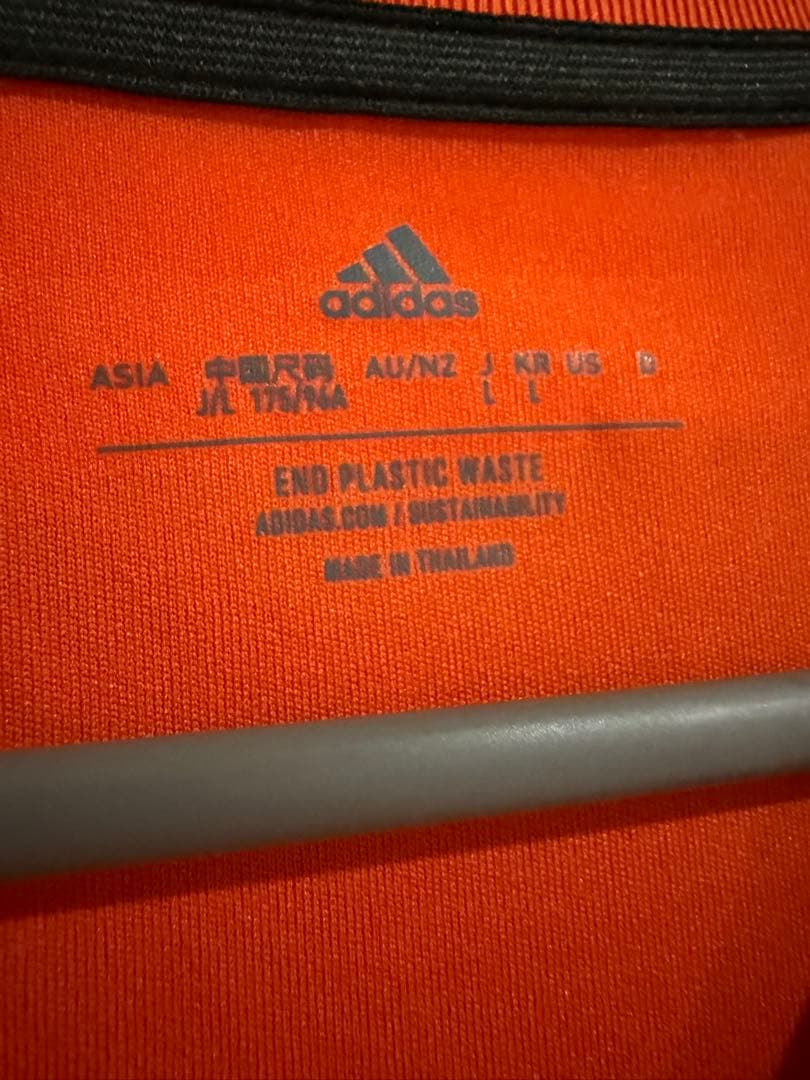 adidas
ASIA 中国尺码 AU/NZ J KR US D
J/L 175/96A L L
END PLASTIC WASTE
ADIDAS.COM / SUSTAINABILITY
MADE IN THAILAND